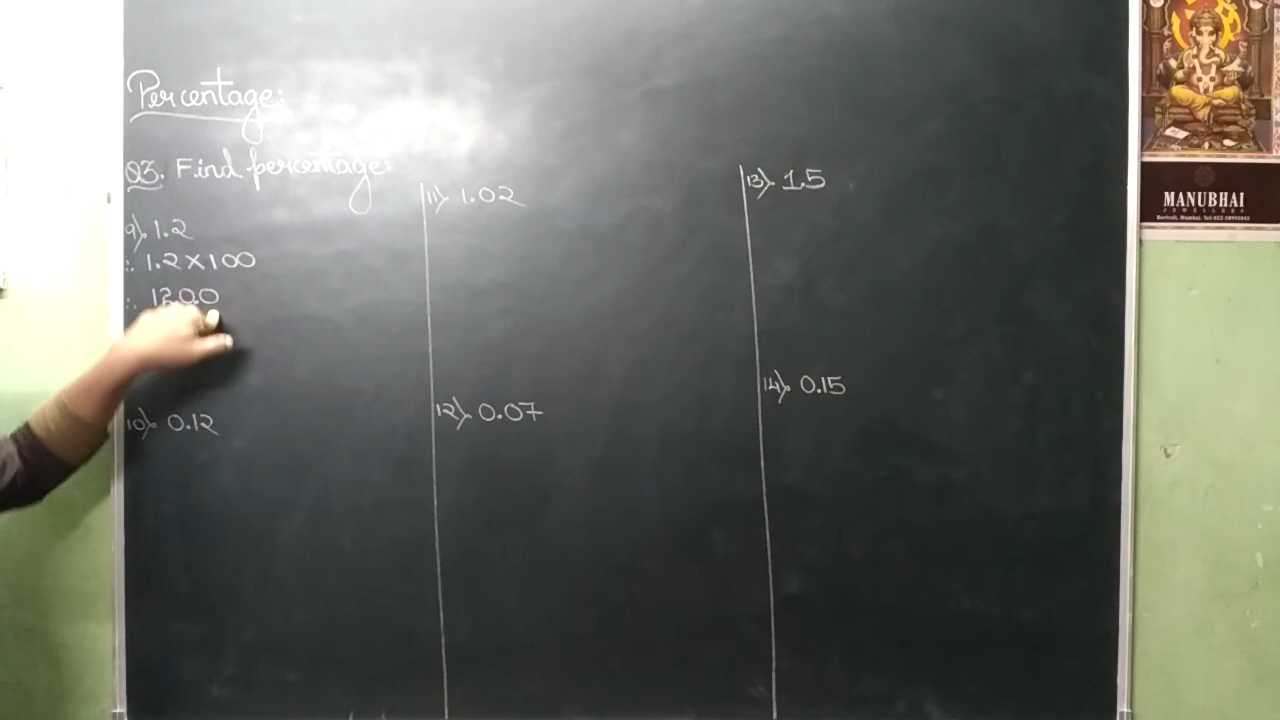 Percentage:
Q3. Find percentage:
9). 1.2
∴ 1.2×100
∴ 120.0
10). 0.12
11). 1.02
12). 0.07
13). 1.5
14). 0.15
MANUBHAI
JEWELLERS